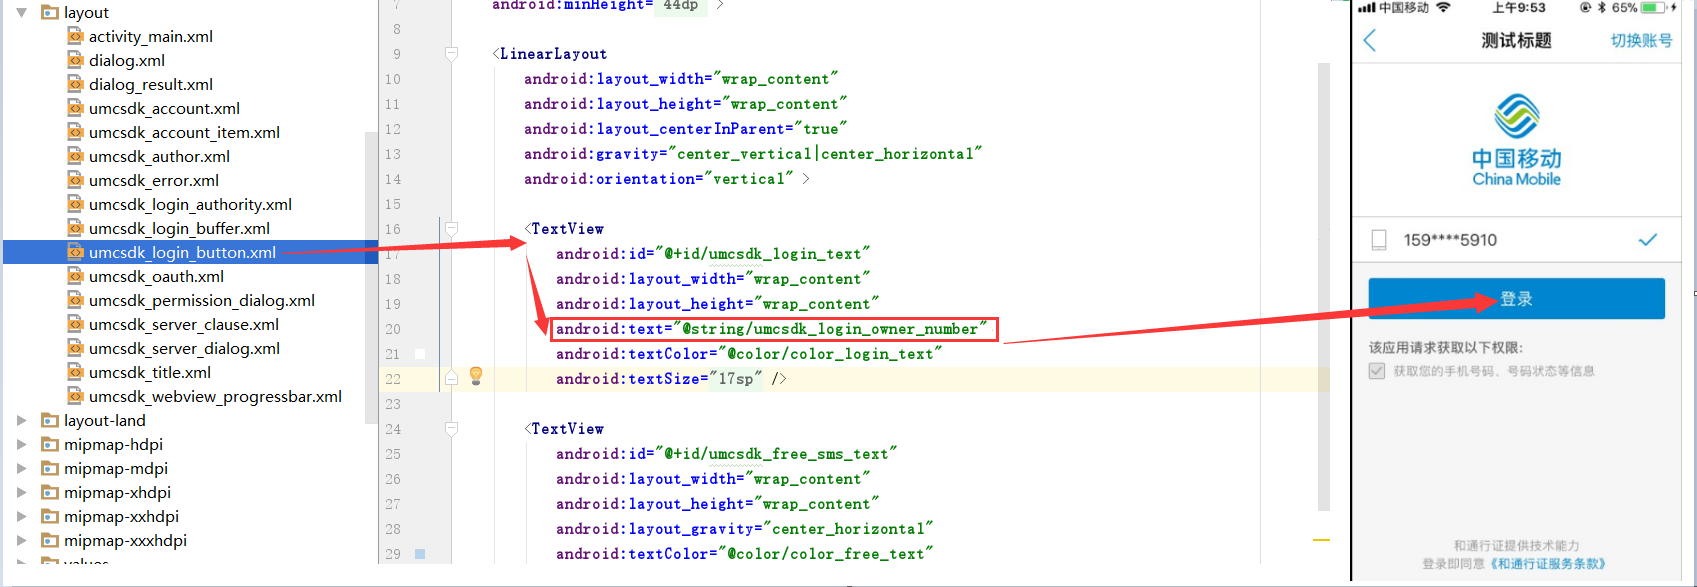 layout
activity_main.xml
dialog.xml
dialog_result.xml
umcsdk_account.xml
umcsdk_account_item.xml
umcsdk_author.xml
umcsdk_error.xml
umcsdk_login_authority.xml
umcsdk_login_buffer.xml
umcsdk_login_button.xml
umcsdk_oauth.xml
umcsdk_permission_dialog.xml
umcsdk_server_clause.xml
umcsdk_server_dialog.xml
umcsdk_title.xml
umcsdk_webview_progressbar.xml
layout-land
mipmap-hdpi
mipmap-mdpi
mipmap-xhdpi
mipmap-xxhdpi
mipmap-xxxhdpi
values
7 android:minHeight="44dp" >
8
9 <LinearLayout
10 android:layout_width="wrap_content"
11 android:layout_height="wrap_content"
12 android:layout_centerInParent="true"
13 android:gravity="center_vertical|center_horizontal"
14 android:orientation="vertical" >
15
16 <TextView
17 android:id="@+id/umcsdk_login_text"
18 android:layout_width="wrap_content"
19 android:layout_height="wrap_content"
20 android:text="@string/umcsdk_login_owner_number"
21 android:textColor="@color/color_login_text"
22 android:textSize="17sp" />
23
24 <TextView
25 android:id="@+id/umcsdk_free_sms_text"
26 android:layout_width="wrap_content"
27 android:layout_height="wrap_content"
28 android:layout_gravity="center_horizontal"
29 android:textColor="@color/color_free_text"
中国移动 上午9:53 65%
测试标题 切换账号
中国移动
China Mobile
159****5910
登录
该应用请求获取以下权限:
获取您的手机号码、号码状态等信息
和通行证提供技术能力
登录即同意《和通行证服务条款》